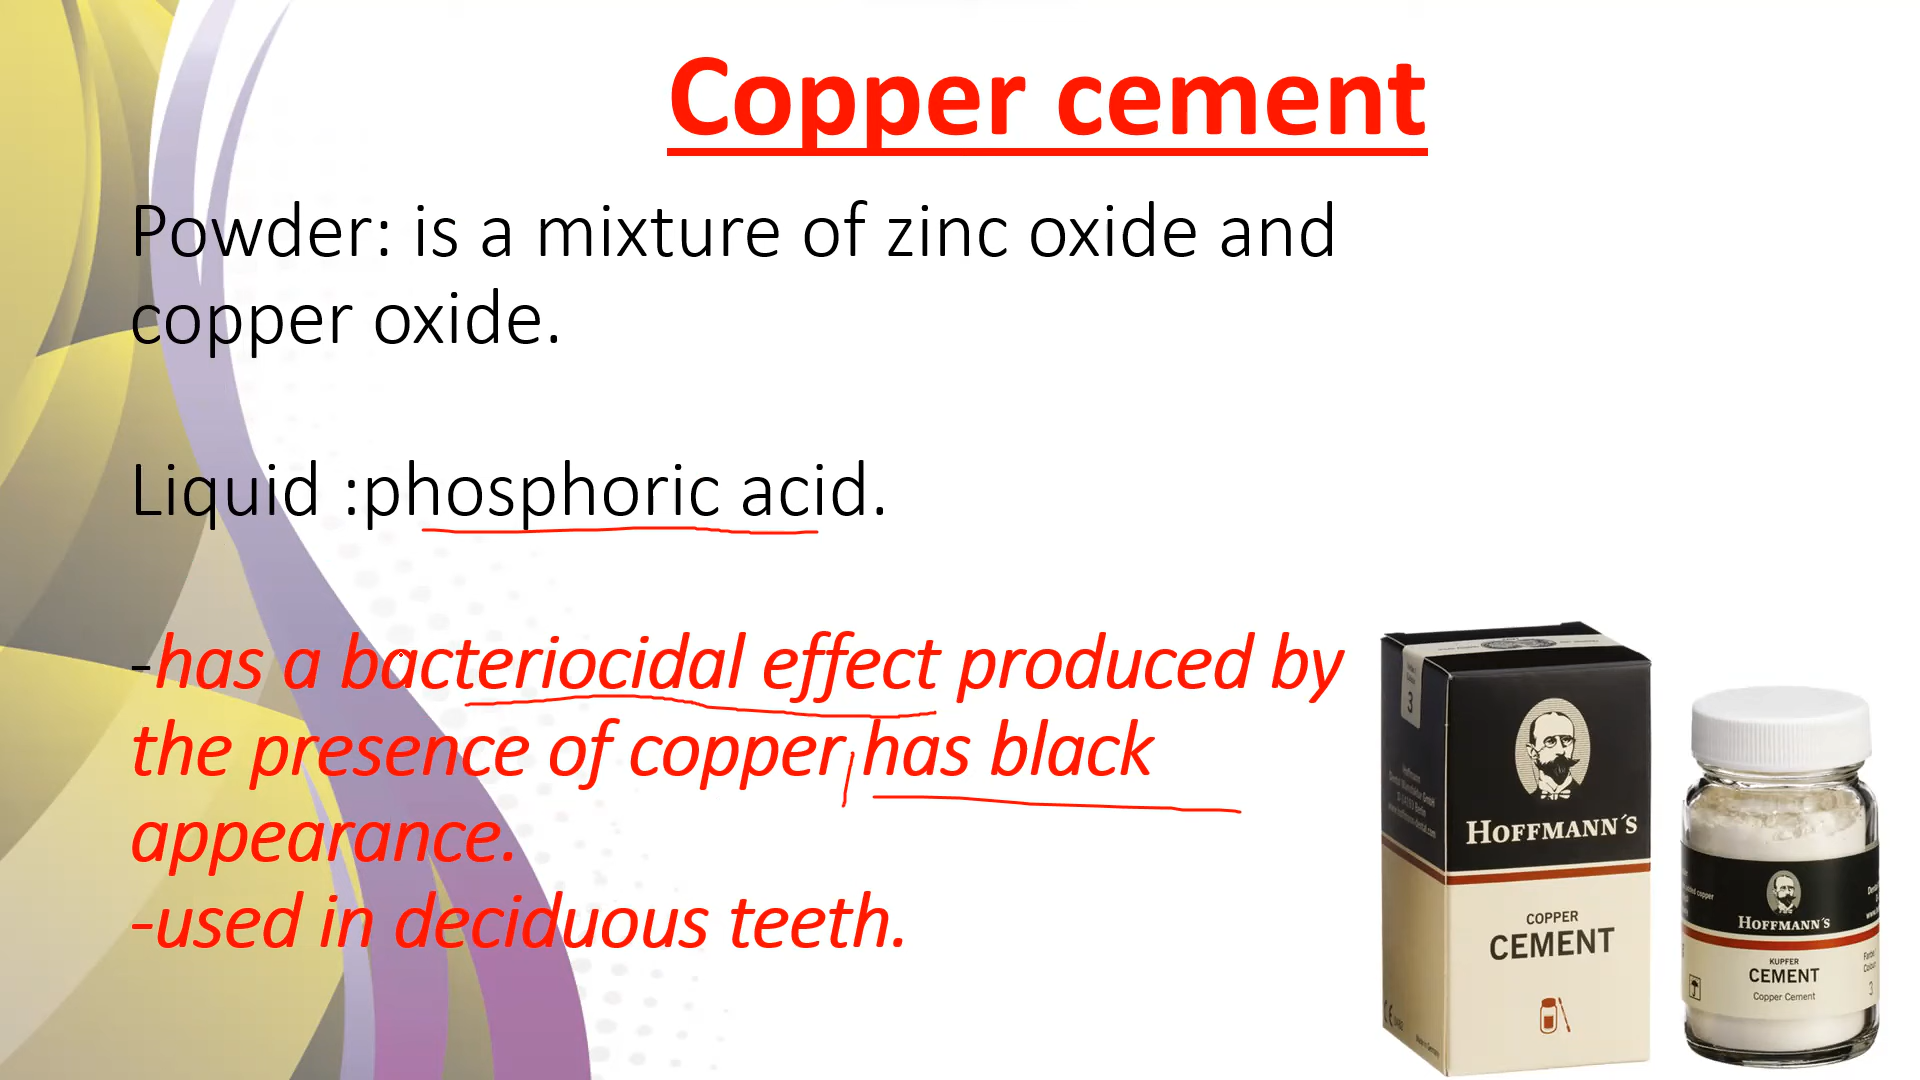 Copper cement
Powder: is a mixture of zinc oxide and
copper oxide.
Liquid :phosphoric acid.
-has a bacteriocidal effect produced by
the presence of copper has black
appearance.
-used in deciduous teeth.
3
HOFFMANN´S
COPPER
CEMENT
HOFFMANN´S
KUPFER
CEMENT
Copper Cement
3